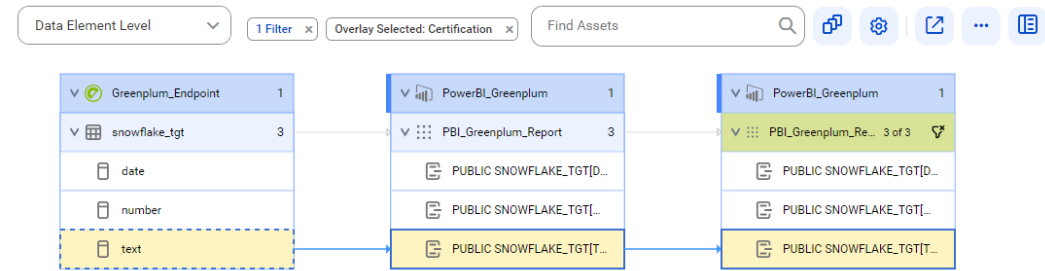 Data Element Level
1 Filter x
Overlay Selected: Certification x
Find Assets
Greenplum_Endpoint 1
PowerBI_Greenplum 1
PowerBI_Greenplum 1
snowflake_tgt 3
PBI_Greenplum_Report 3
PBI_Greenplum_Re... 3 of 3
date
PUBLIC SNOWFLAKE_TGT[D...
PUBLIC SNOWFLAKE_TGT[D...
number
PUBLIC SNOWFLAKE_TGT[...
PUBLIC SNOWFLAKE_TGT[...
text
PUBLIC SNOWFLAKE_TGT[T...
PUBLIC SNOWFLAKE_TGT[T...